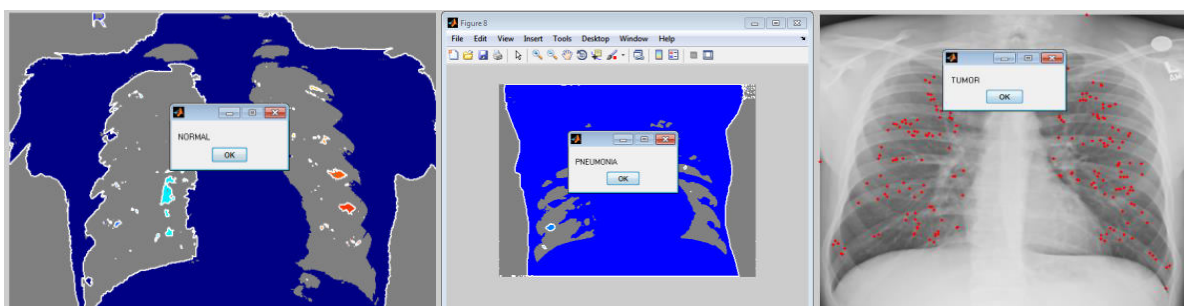 R
NORMAL
OK
Figure 8
File Edit View Insert Tools Desktop Window Help
PNEUMONIA
OK
TUMOR
OK
L